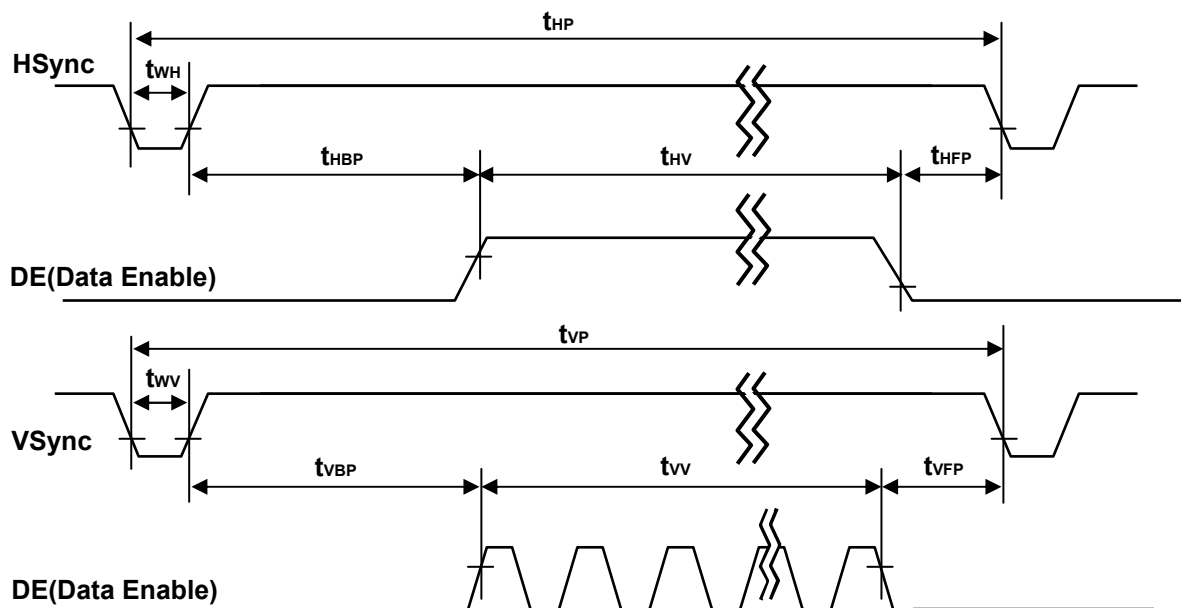 tHP
HSync
tWH
tHBP
tHV
tHFP
DE(Data Enable)
tVP
tWV
VSync
tVBP
tVV
tVFP
DE(Data Enable)